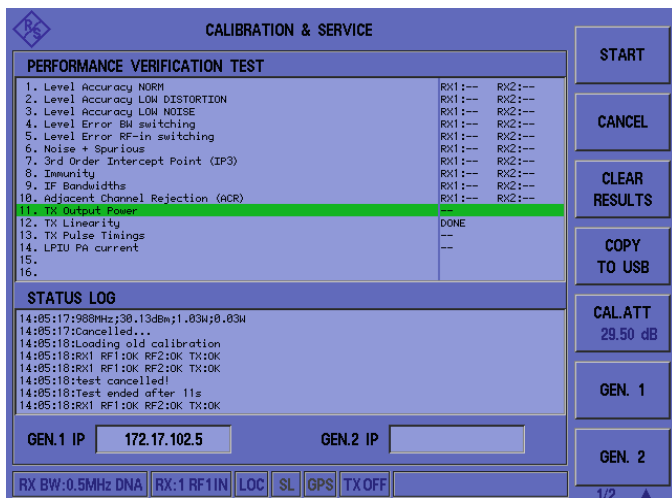 R&S
CALIBRATION & SERVICE
PERFORMANCE VERIFICATION TEST
1. Level Accuracy NORM RX1:-- RX2:--
2. Level Accuracy LOW DISTORTION RX1:-- RX2:--
3. Level Accuracy LOW NOISE RX1:-- RX2:--
4. Level Error BW switching RX1:-- RX2:--
5. Level Error RF-in switching RX1:-- RX2:--
6. Noise + Spurious RX1:-- RX2:--
7. 3rd Order Intercept Point (IP3) RX1:-- RX2:--
8. Immunity RX1:-- RX2:--
9. IF Bandwidths RX1:-- RX2:--
10. Adjacent Channel Rejection (ACR) RX1:-- RX2:--
11. TX Output Power --
12. TX Linearity DONE
13. TX Pulse Timings --
14. LPIU PA current --
15.
16.
STATUS LOG
14:05:17:988MHz;30.13dBm;1.03W;0.03W
14:05:17:Cancelled...
14:05:18:Loading old calibration
14:05:18:RX1 RF1:OK RF2:OK TX:OK
14:05:18:RX1 RF1:OK RF2:OK TX:OK
14:05:18:test cancelled!
14:05:18:Test ended after 11s
14:05:18:RX1 RF1:OK RF2:OK TX:OK
GEN.1 IP 172.17.102.5 GEN.2 IP
RX BW:0.5MHz DNA RX:1 RF1IN LOC SL GPS TX OFF
START
CANCEL
CLEAR
RESULTS
COPY
TO USB
CAL.ATT
29.50 dB
GEN. 1
GEN. 2
1/2